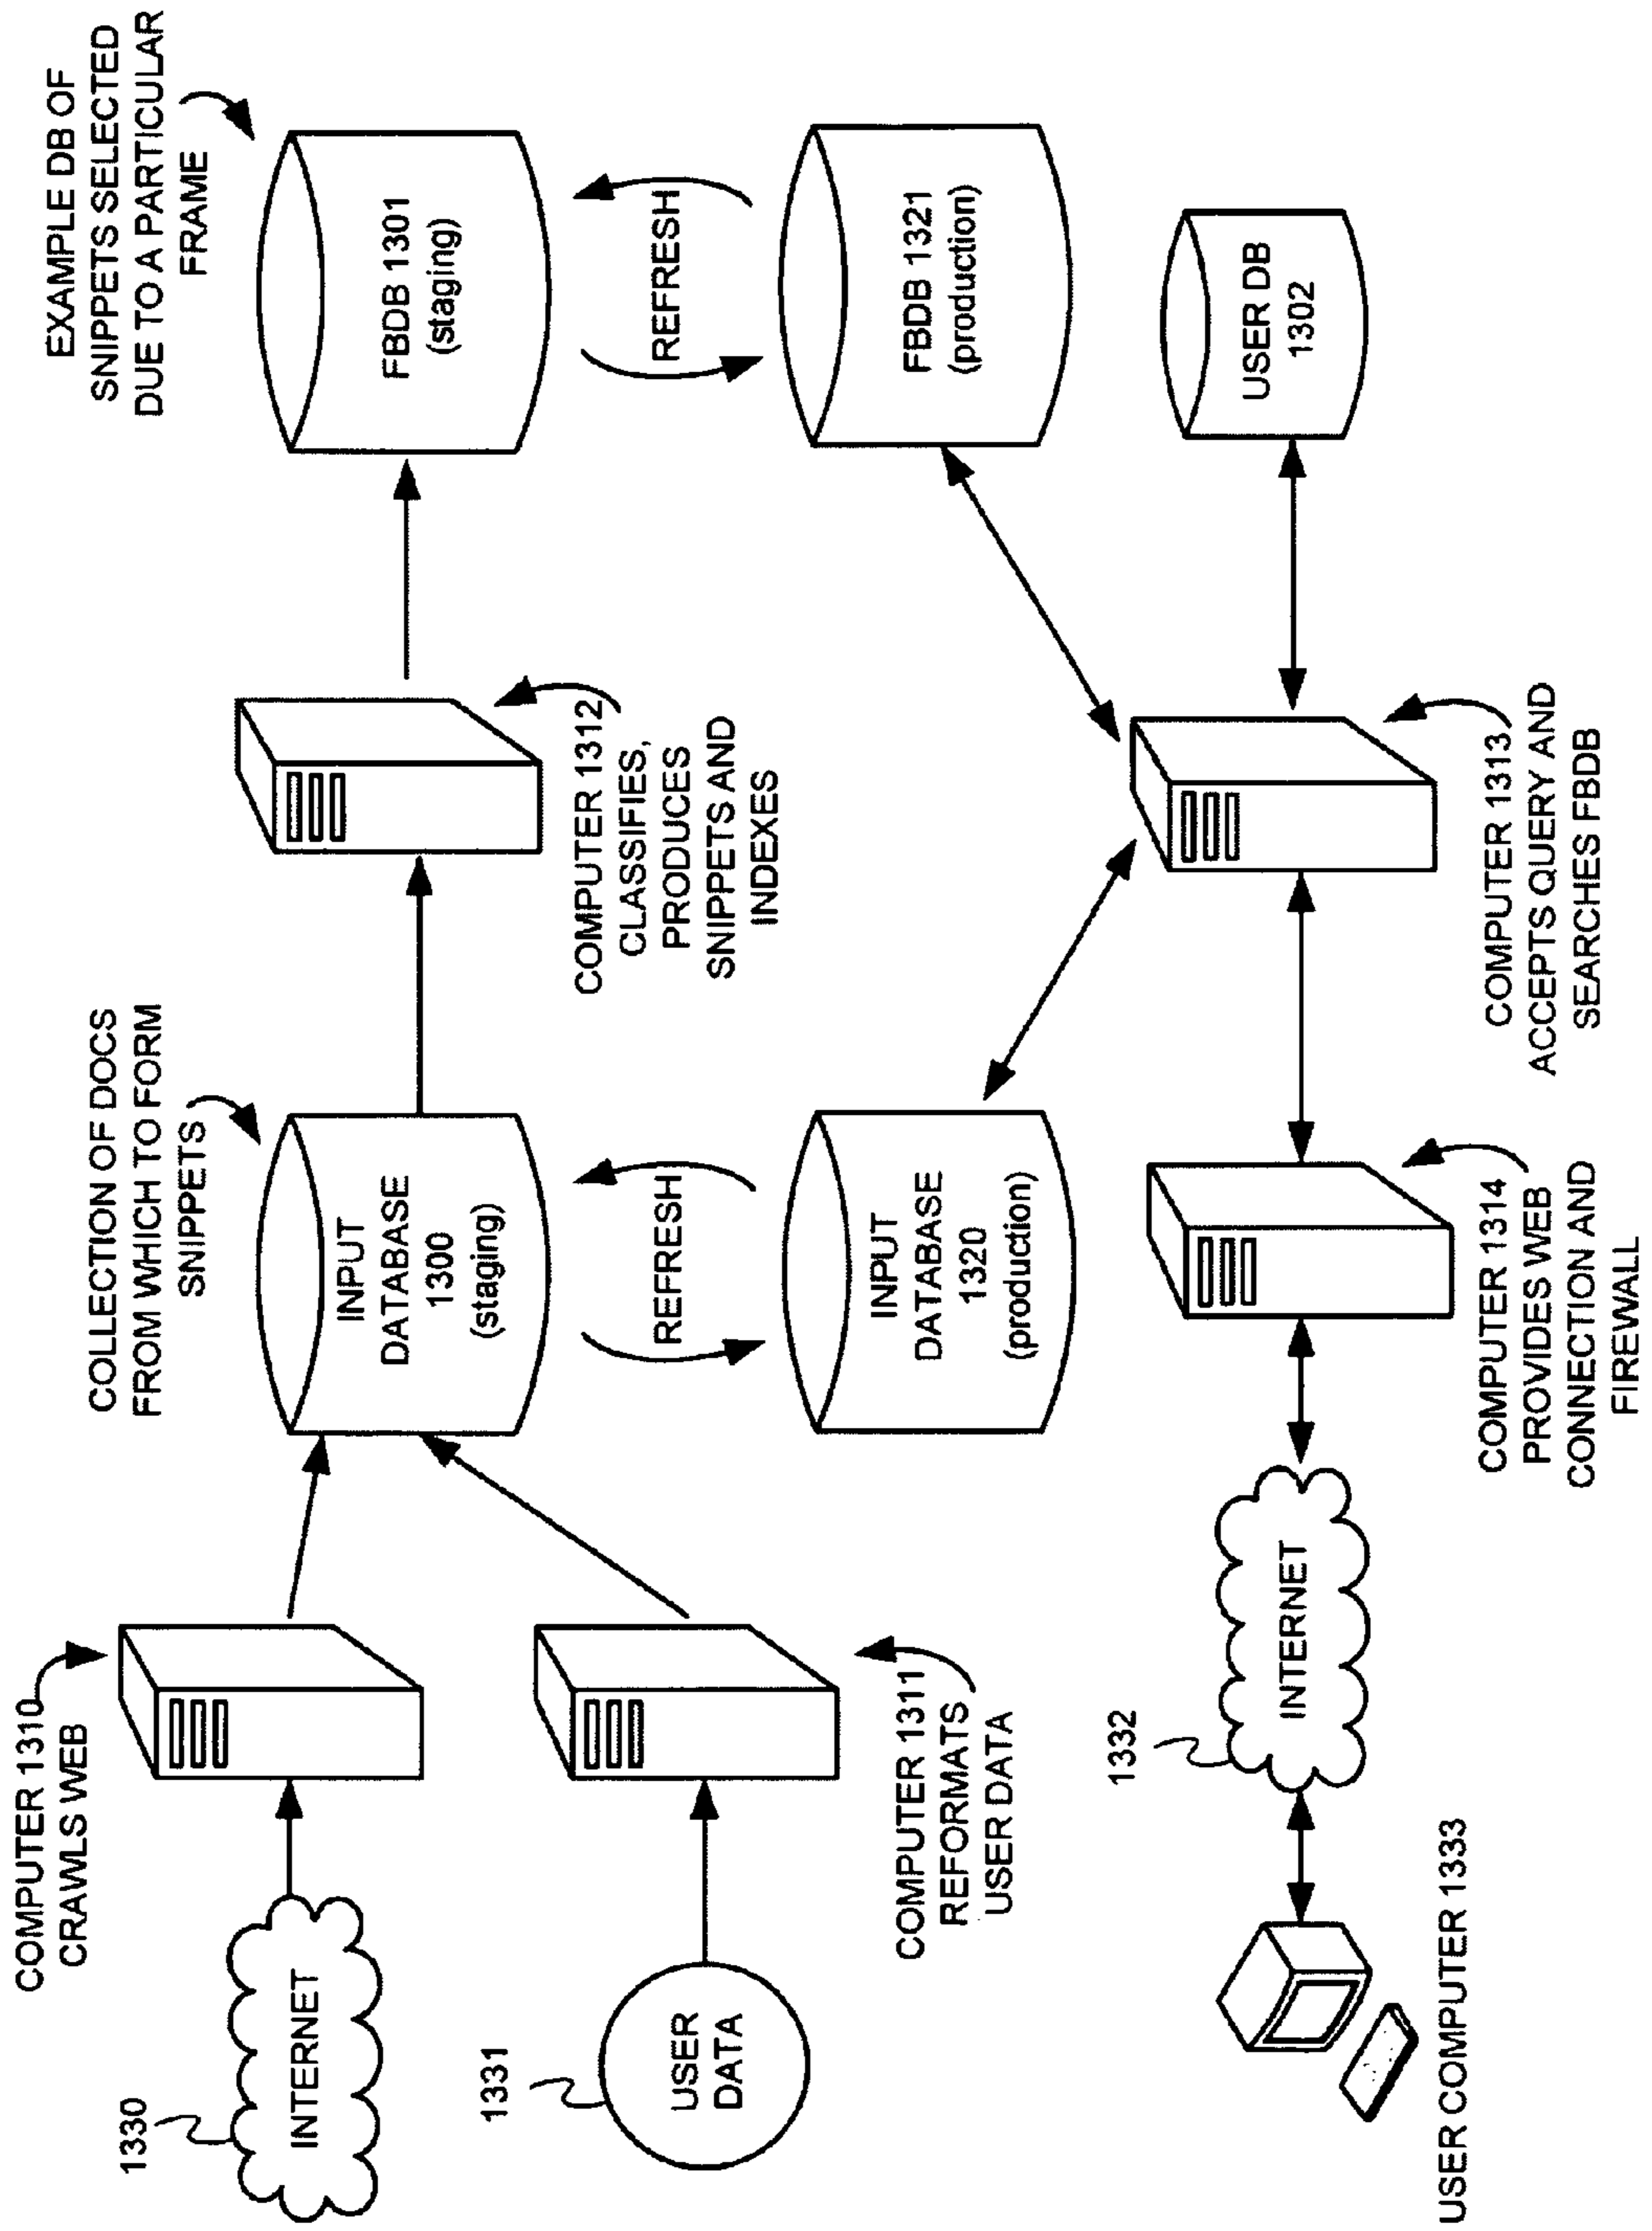 COMPUTER 1310
CRAWLS WEB
1330
INTERNET
1331
USER
DATA
COMPUTER 1311
REFORMATS
USER DATA
COLLECTION OF DOCS
FROM WHICH TO FORM
SNIPPETS
INPUT
DATABASE
1300
(staging)
REFRESH
INPUT
DATABASE
1320
(production)
COMPUTER 1312
CLASSIFIES,
PRODUCES
SNIPPETS AND
INDEXES
EXAMPLE DB OF
SNIPPETS SELECTED
DUE TO A PARTICULAR
FRAME
FBDB 1301
(staging)
REFRESH
FBDB 1321
(production)
USER DB
1302
USER COMPUTER 1333
1332
INTERNET
COMPUTER 1314
PROVIDES WEB
CONNECTION AND
FIREWALL
COMPUTER 1313
ACCEPTS QUERY AND
SEARCHES FBDB